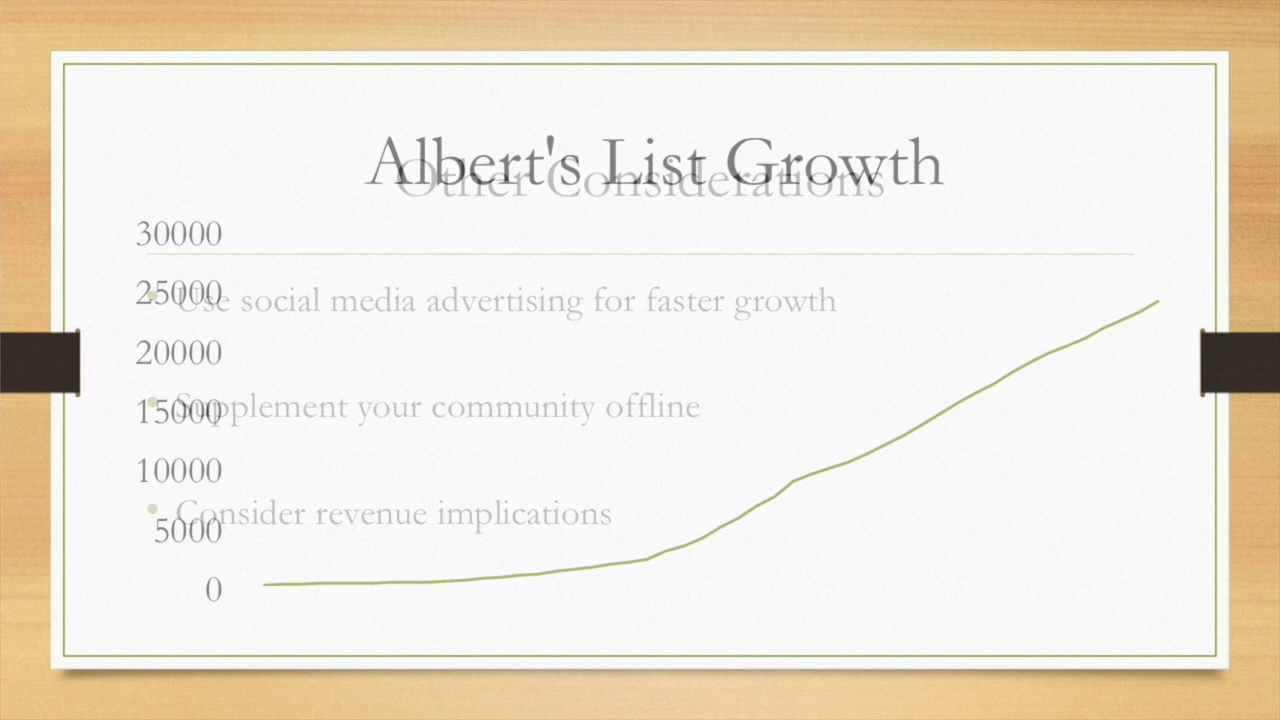 Albert's List Growth
Other Considerations
30000
25000
Use social media advertising for faster growth
20000
15000
Supplement your community offline
10000
Consider revenue implications
5000
0